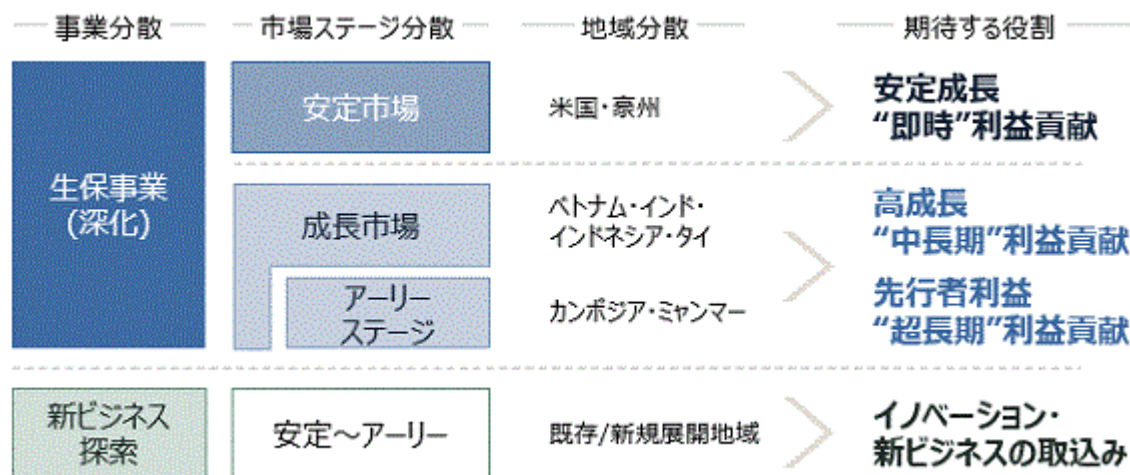 事業分散
市場ステージ分散
地域分散
期待する役割
生保事業
(深化)
安定市場
米国・豪州
安定成長
“即時”利益貢献
成長市場
ベトナム・インド・
インドネシア・タイ
高成長
“中長期”利益貢献
アーリー
ステージ
カンボジア・ミャンマー
先行者利益
“超長期”利益貢献
新ビジネス
探索
安定～アーリー
既存/新規展開地域
イノベーション・
新ビジネスの取込み